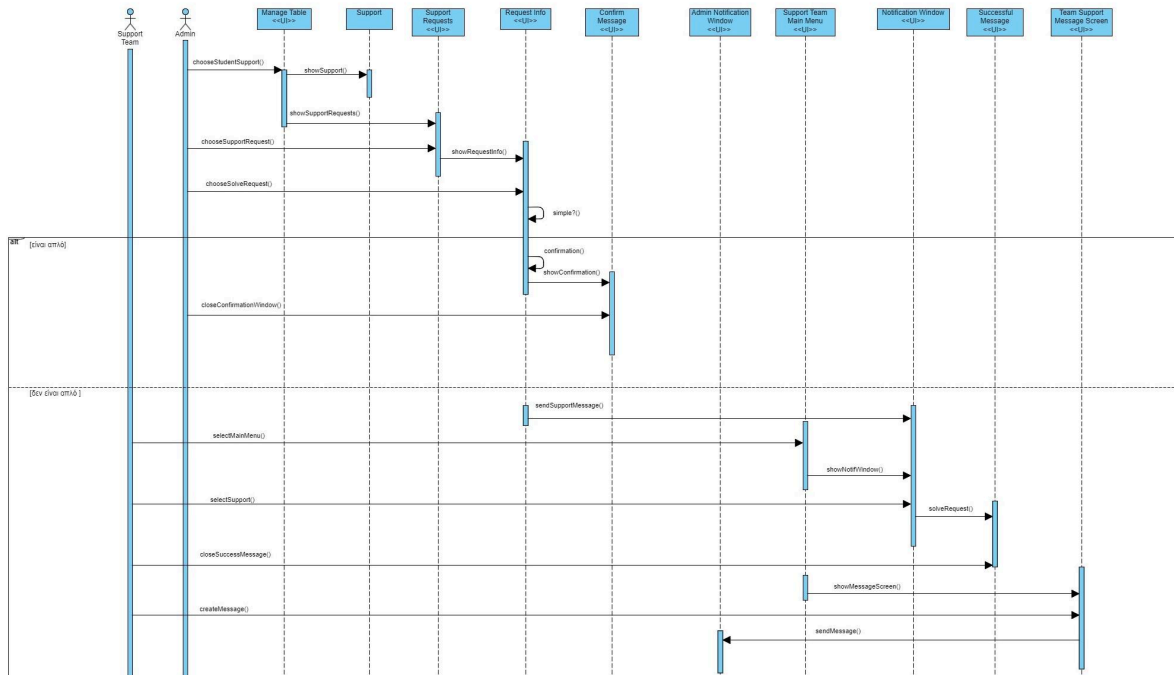 Support
Team
Admin
Manage Table
<<UI>>
Support
Support
Requests
<<UI>>
Request Info
<<UI>>
Confirm
Message
<<UI>>
Admin Notification
Window
<<UI>>
Support Team
Main Menu
<<UI>>
Notification Window
<<UI>>
Successful
Message
<<UI>>
Team Support
Message Screen
<<UI>>
chooseStudentSupport()
showSupport()
showSupportRequests()
chooseSupportRequest()
showRequestInfo()
chooseSolveRequest()
simple?()
alt
[είναι απλό]
confirmation()
showConfirmation()
closeConfirmationWindow()
[δεν είναι απλό ]
sendSupportMessage()
selectMainMenu()
showNotifWindow()
selectSupport()
solveRequest()
closeSuccessMessage()
showMessageScreen()
createMessage()
sendMessage()